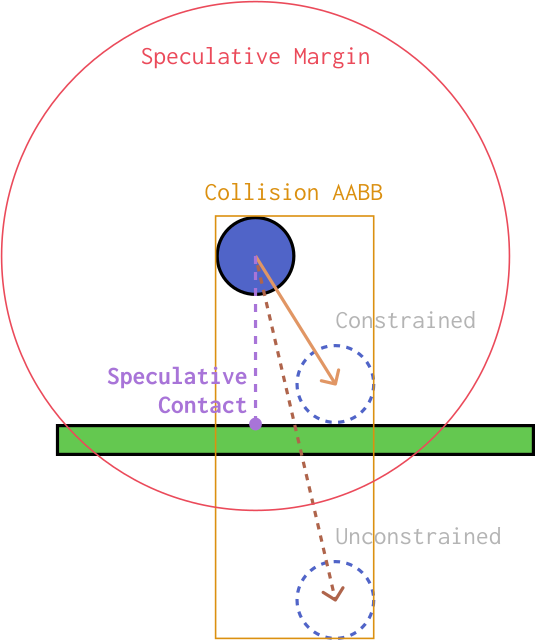 Speculative Margin
Collision AABB
Constrained
Speculative
Contact
Unconstrained